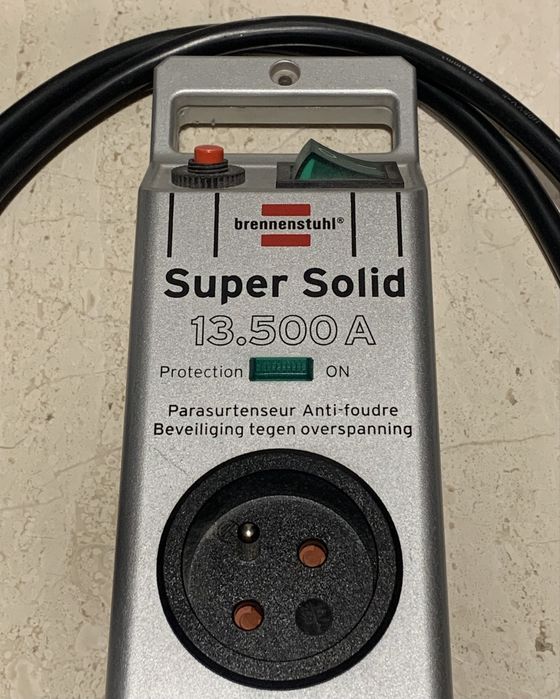 brennenstuhl®
Super Solid
13.500 A
Protection ON
Parasurtenseur Anti-foudre
Beveiliging tegen overspanning